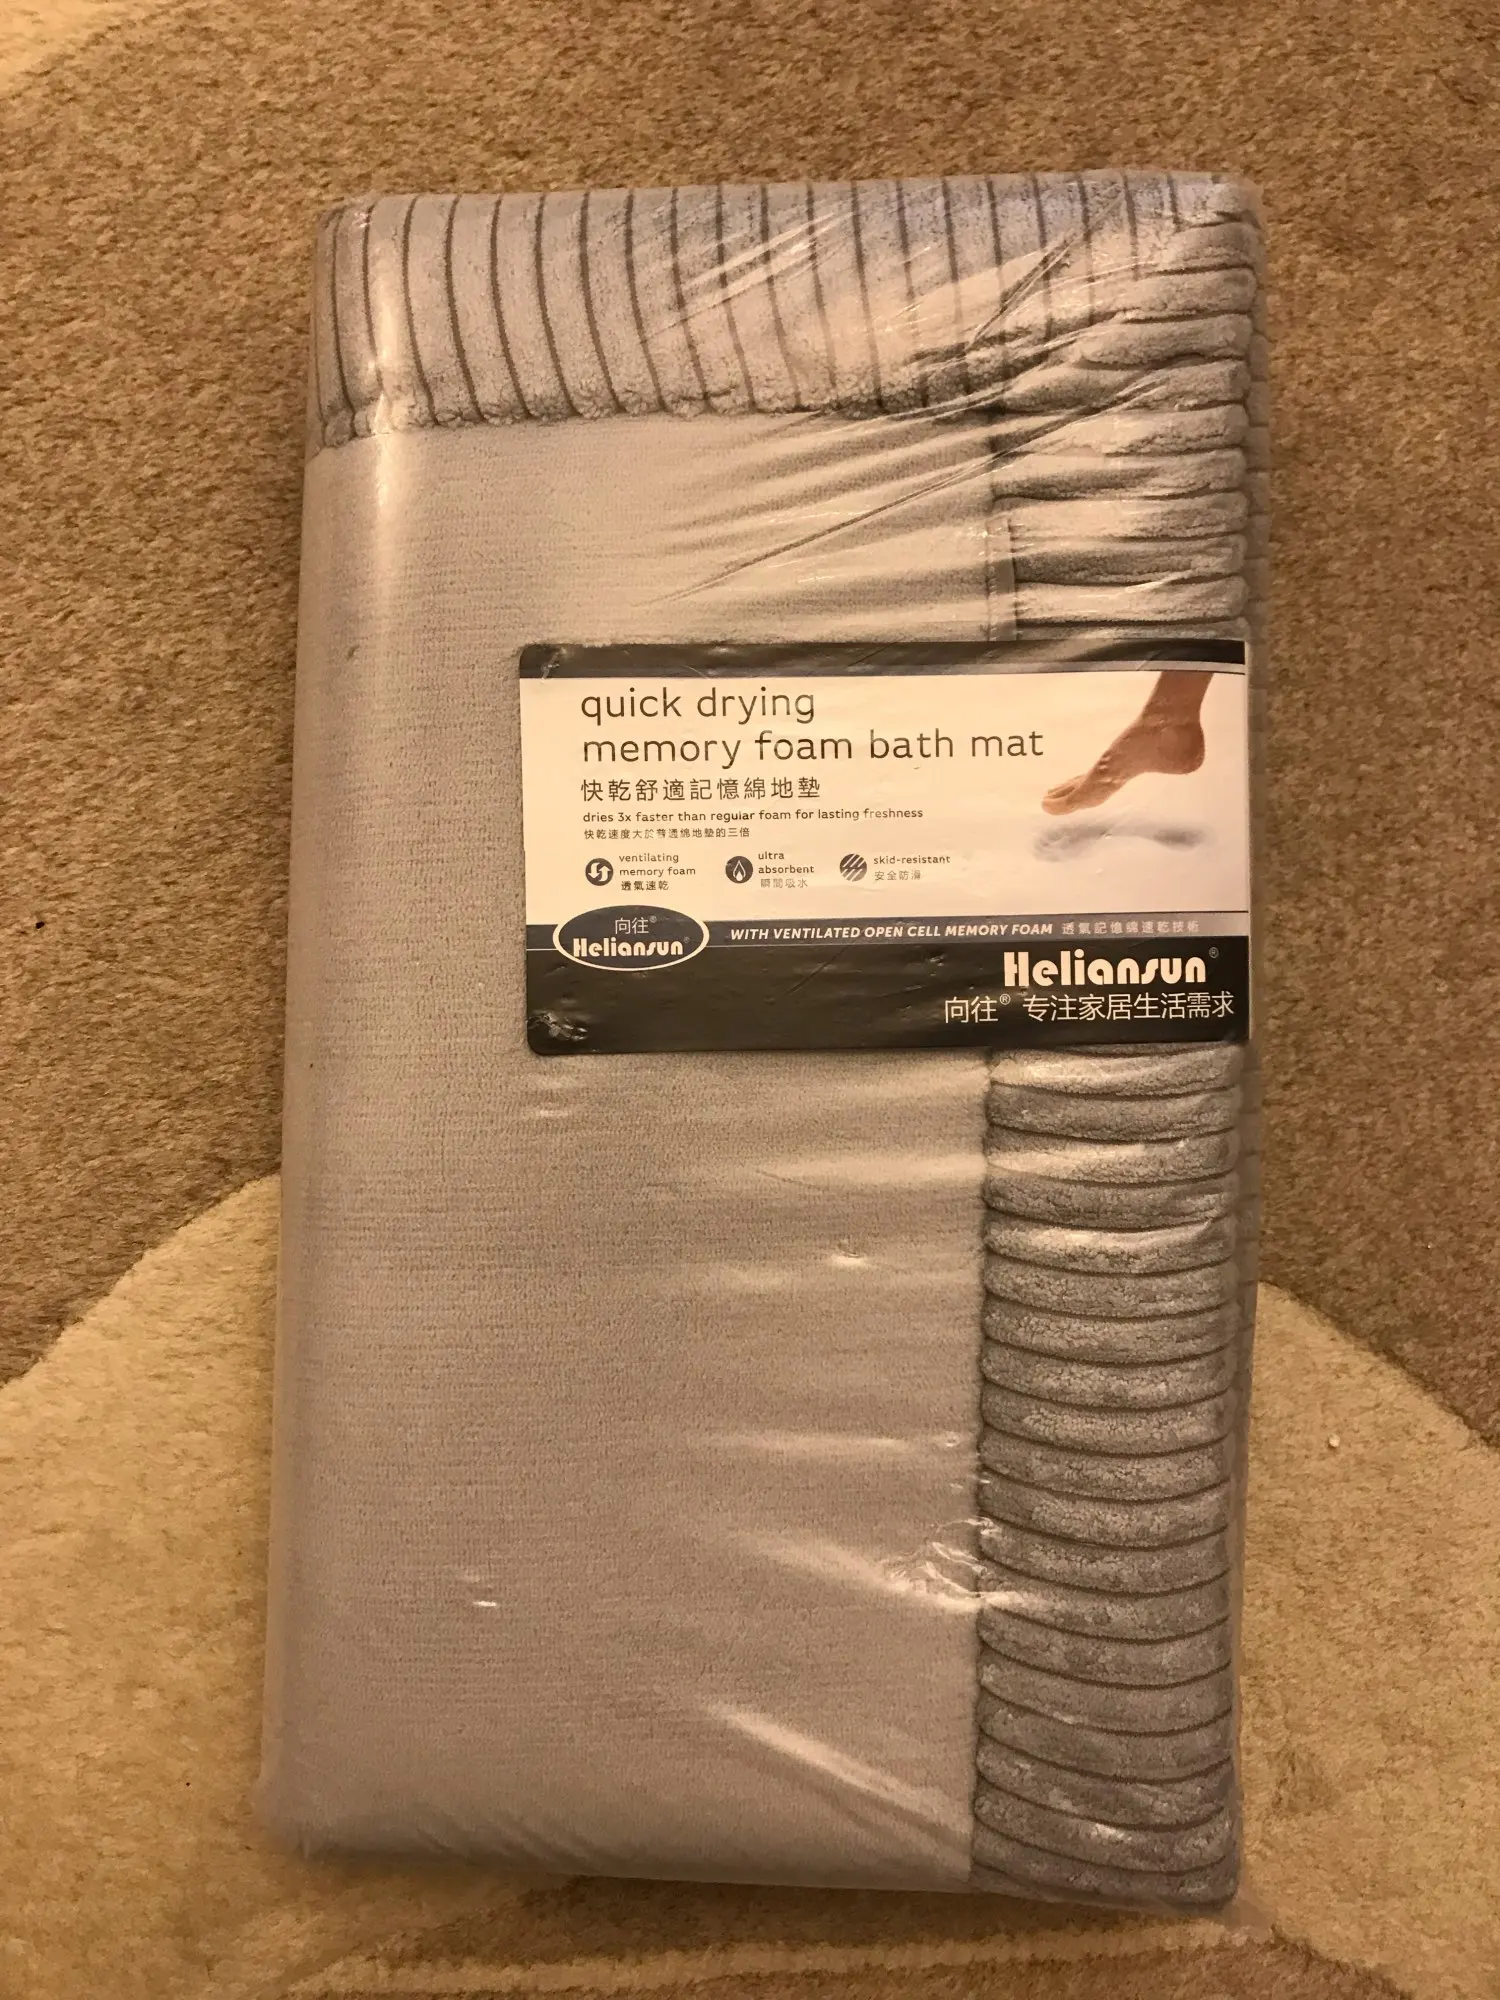 quick drying
memory foam bath mat
快乾舒適記憶綿地墊
dries 3x faster than regular foam for lasting freshness
快乾速度大於普通綿地墊的三倍
ventilating
memory foam
透氣速乾
ultra
absorbent
瞬間吸水
skid-resistant
安全防滑
向往®
Heliansun®
WITH VENTILATED OPEN CELL MEMORY FOAM 透氣記憶綿速乾技術
Heliansun®
向往® 专注家居生活需求